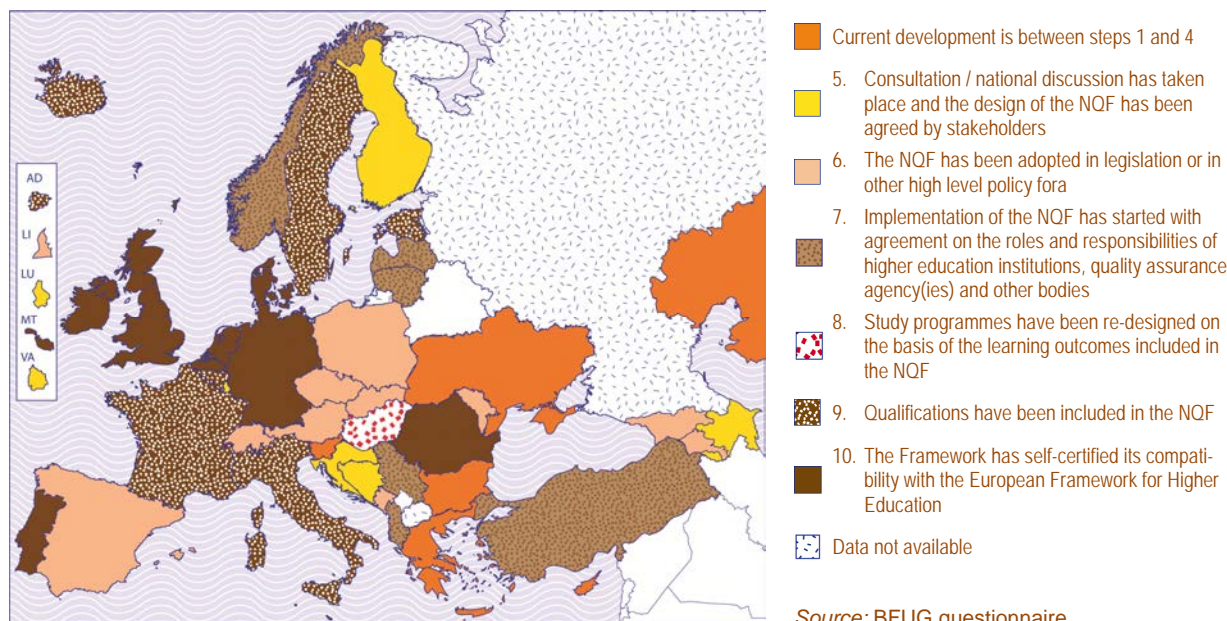 AD
LI
LU
MT
VA
Current development is between steps 1 and 4
5. Consultation / national discussion has taken
place and the design of the NQF has been
agreed by stakeholders
6. The NQF has been adopted in legislation or in
other high level policy fora
7. Implementation of the NQF has started with
agreement on the roles and responsibilities of
higher education institutions, quality assurance
agency(ies) and other bodies
8. Study programmes have been re-designed on
the basis of the learning outcomes included in
the NQF
9. Qualifications have been included in the NQF
10. The Framework has self-certified its compati-
bility with the European Framework for Higher
Education
Data not available
Source: BFUG questionnaire